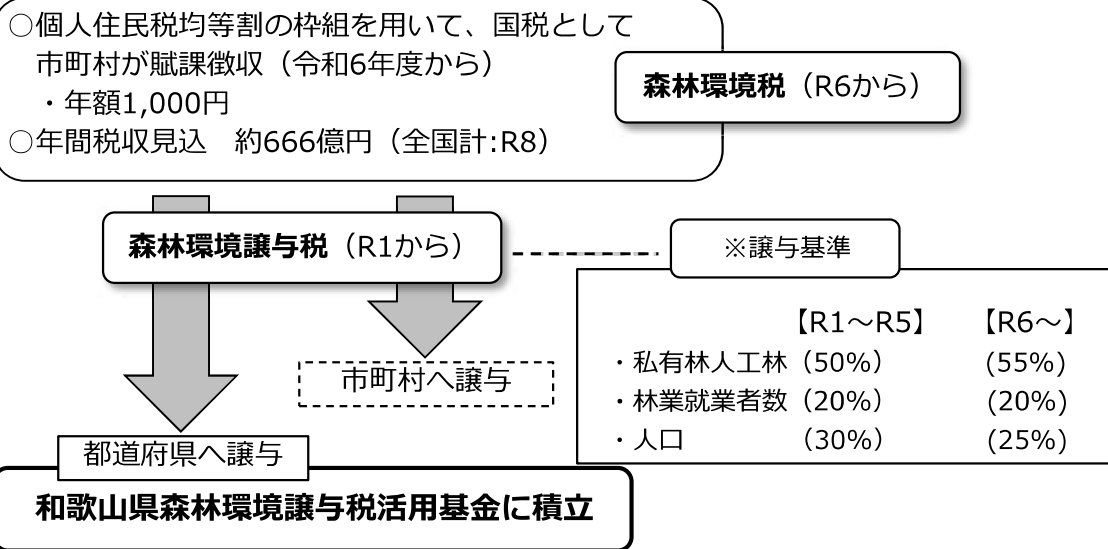 ○個人住民税均等割の枠組を用いて、国税として
市町村が賦課徴収（令和6年度から）
・年額1,000円
○年間税収見込　約666億円（全国計:R8）
森林環境税（R6から）
森林環境譲与税（R1から）
※譲与基準
【R1～R5】　【R6～】
・私有林人工林（50%）　(55%)
・林業就業者数（20%）　(20%)
・人口　（30%）　(25%)
市町村へ譲与
都道府県へ譲与
和歌山県森林環境譲与税活用基金に積立